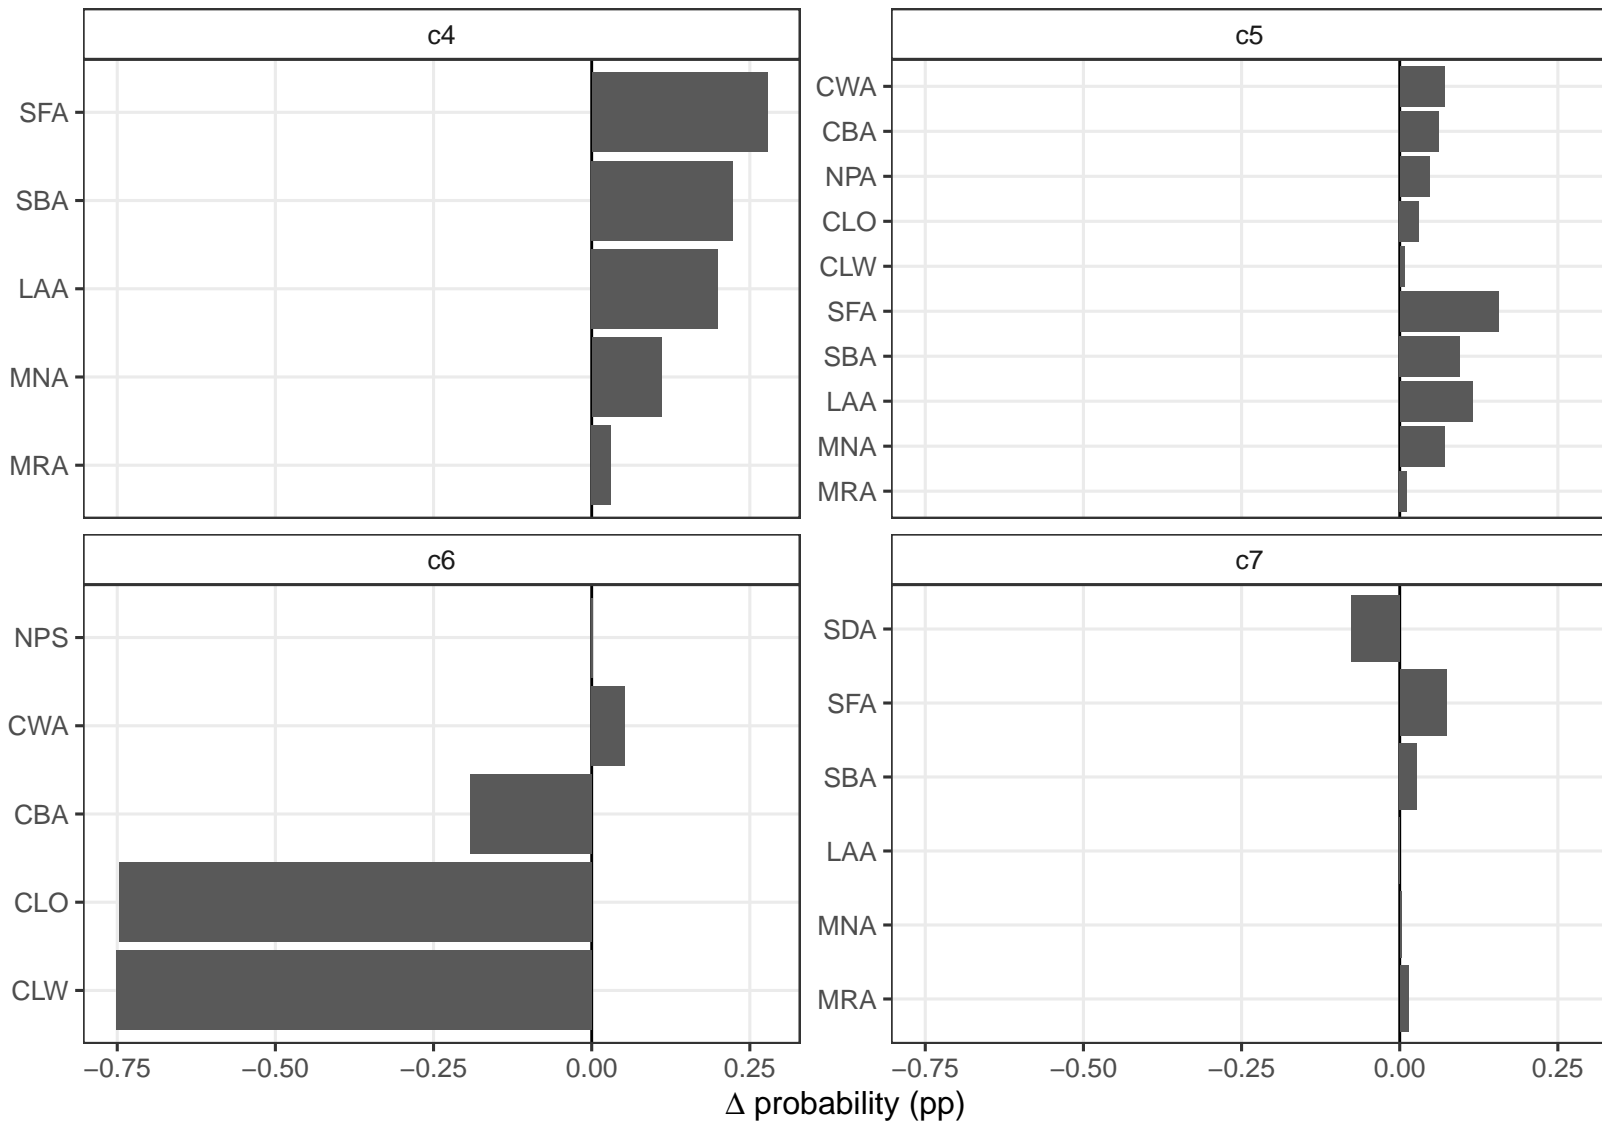 c4
SFA
SBA
LAA
MNA
MRA
c5
CWA
CBA
NPA
CLO
CLW
SFA
SBA
LAA
MNA
MRA
c6
NPS
CWA
CBA
CLO
CLW
−0.75 −0.50 −0.25 0.00 0.25
c7
SDA
SFA
SBA
LAA
MNA
MRA
−0.75 −0.50 −0.25 0.00 0.25
Δ probability (pp)